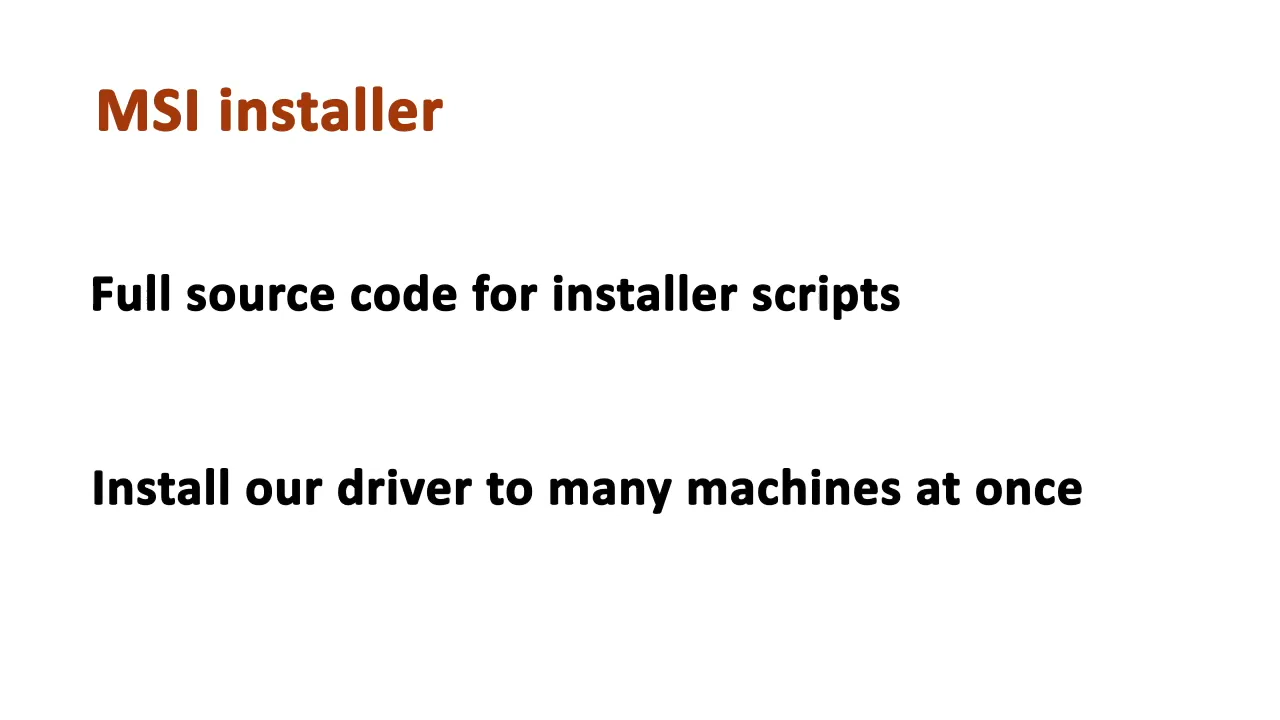 MSI installer
Full source code for installer scripts
Install our driver to many machines at once